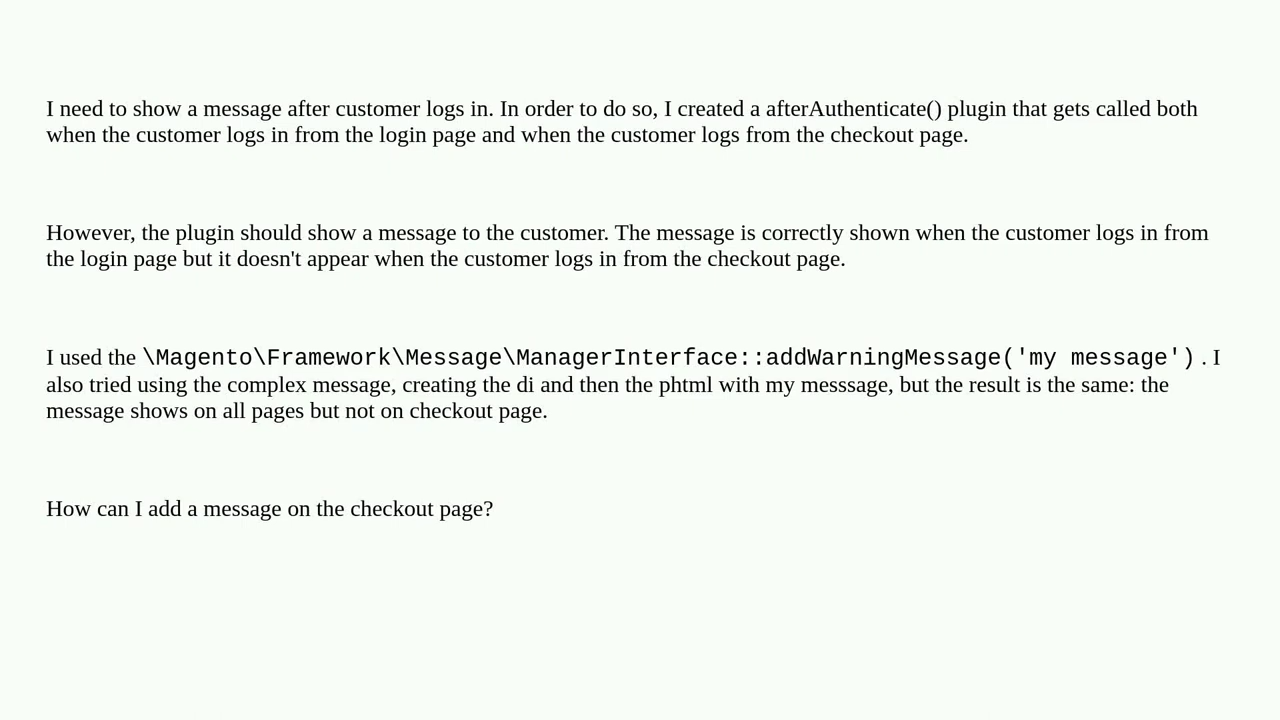 I need to show a message after customer logs in. In order to do so, I created a afterAuthenticate() plugin that gets called both
when the customer logs in from the login page and when the customer logs from the checkout page.
However, the plugin should show a message to the customer. The message is correctly shown when the customer logs in from
the login page but it doesn't appear when the customer logs in from the checkout page.
I used the \Magento\Framework\Message\ManagerInterface::addWarningMessage('my message') . I
also tried using the complex message, creating the di and then the phtml with my messsage, but the result is the same: the
message shows on all pages but not on checkout page.
How can I add a message on the checkout page?